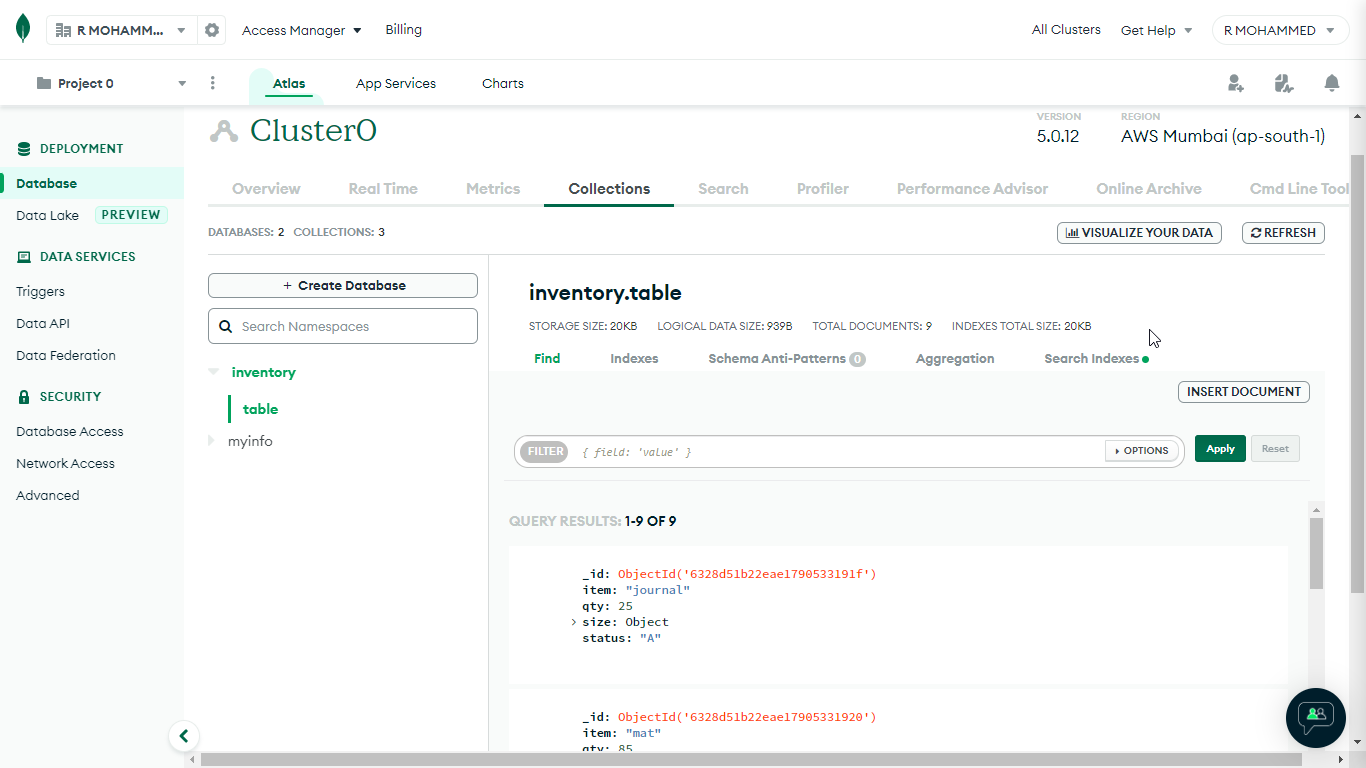 R MOHAMM...
Access Manager
Billing
All Clusters
Get Help
R MOHAMMED
Project 0
Atlas
App Services
Charts
DEPLOYMENT
Database
Data Lake PREVIEW
DATA SERVICES
Triggers
Data API
Data Federation
SECURITY
Database Access
Network Access
Advanced
Cluster0
VERSION
5.0.12
REGION
AWS Mumbai (ap-south-1)
Overview
Real Time
Metrics
Collections
Search
Profiler
Performance Advisor
Online Archive
Cmd Line Tool
DATABASES: 2 COLLECTIONS: 3
VISUALIZE YOUR DATA
REFRESH
+ Create Database
Search Namespaces
inventory
table
myinfo
inventory.table
STORAGE SIZE: 20KB LOGICAL DATA SIZE: 939B TOTAL DOCUMENTS: 9 INDEXES TOTAL SIZE: 20KB
Find
Indexes
Schema Anti-Patterns 0
Aggregation
Search Indexes
INSERT DOCUMENT
FILTER { field: 'value' }
OPTIONS
Apply
Reset
QUERY RESULTS: 1-9 OF 9
_id: ObjectId('6328d51b22eae1790533191f')
item: "journal"
qty: 25
size: Object
status: "A"
_id: ObjectId('6328d51b22eae17905331920')
item: "mat"
qty: 85